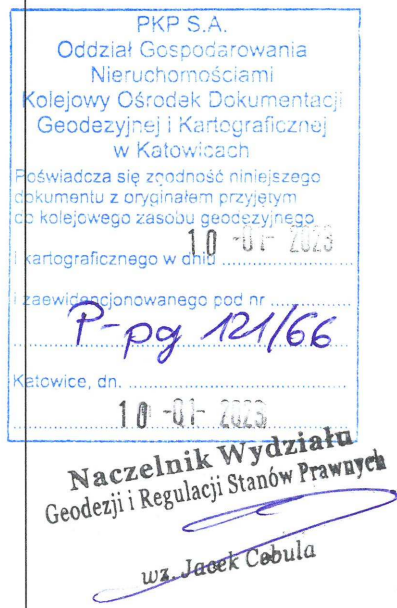 PKP S.A.
Oddział Gospodarowania
Nieruchomościami
Kolejowy Ośrodek Dokumentacji
Geodezyjnej i Kartograficznej
w Katowicach
Poświadcza się zgodność niniejszego
dokumentu z oryginałem przyjętym
do kolejowego zasobu geodezyjnego
i kartograficznego w dniu 10 -01- 2023
i zaewidencjonowanego pod nr ..............
P-pg 121/66
Katowice, dn. ..............
10 -01- 2023
Naczelnik Wydziału
Geodezji i Regulacji Stanów Prawnych
wz. Jacek Cebula